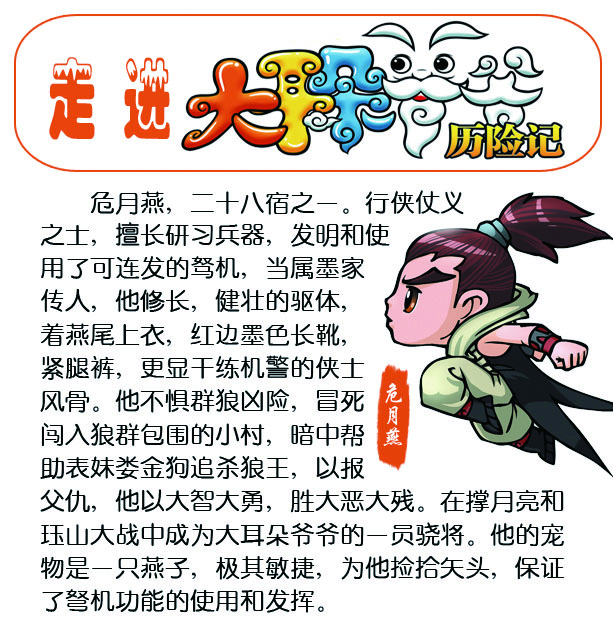 走进 大耳朵爷爷
历险记
危月燕，二十八宿之一。行侠仗义
之士，擅长研习兵器，发明和使
用了可连发的驽机，当属墨家
传人，他修长，健壮的驱体，
着燕尾上衣，红边墨色长靴，
紧腿裤，更显干练机警的侠士
风骨。他不惧群狼凶险，冒死
闯入狼群包围的小村，暗中帮
助表妹娄金狗追杀狼王，以报
父仇，他以大智大勇，胜大恶大残。在撑月亮和
珏山大战中成为大耳朵爷爷的一员骁将。他的宠
物是一只燕子，极其敏捷，为他捡拾矢头，保证
了弩机功能的使用和发挥。
危月燕